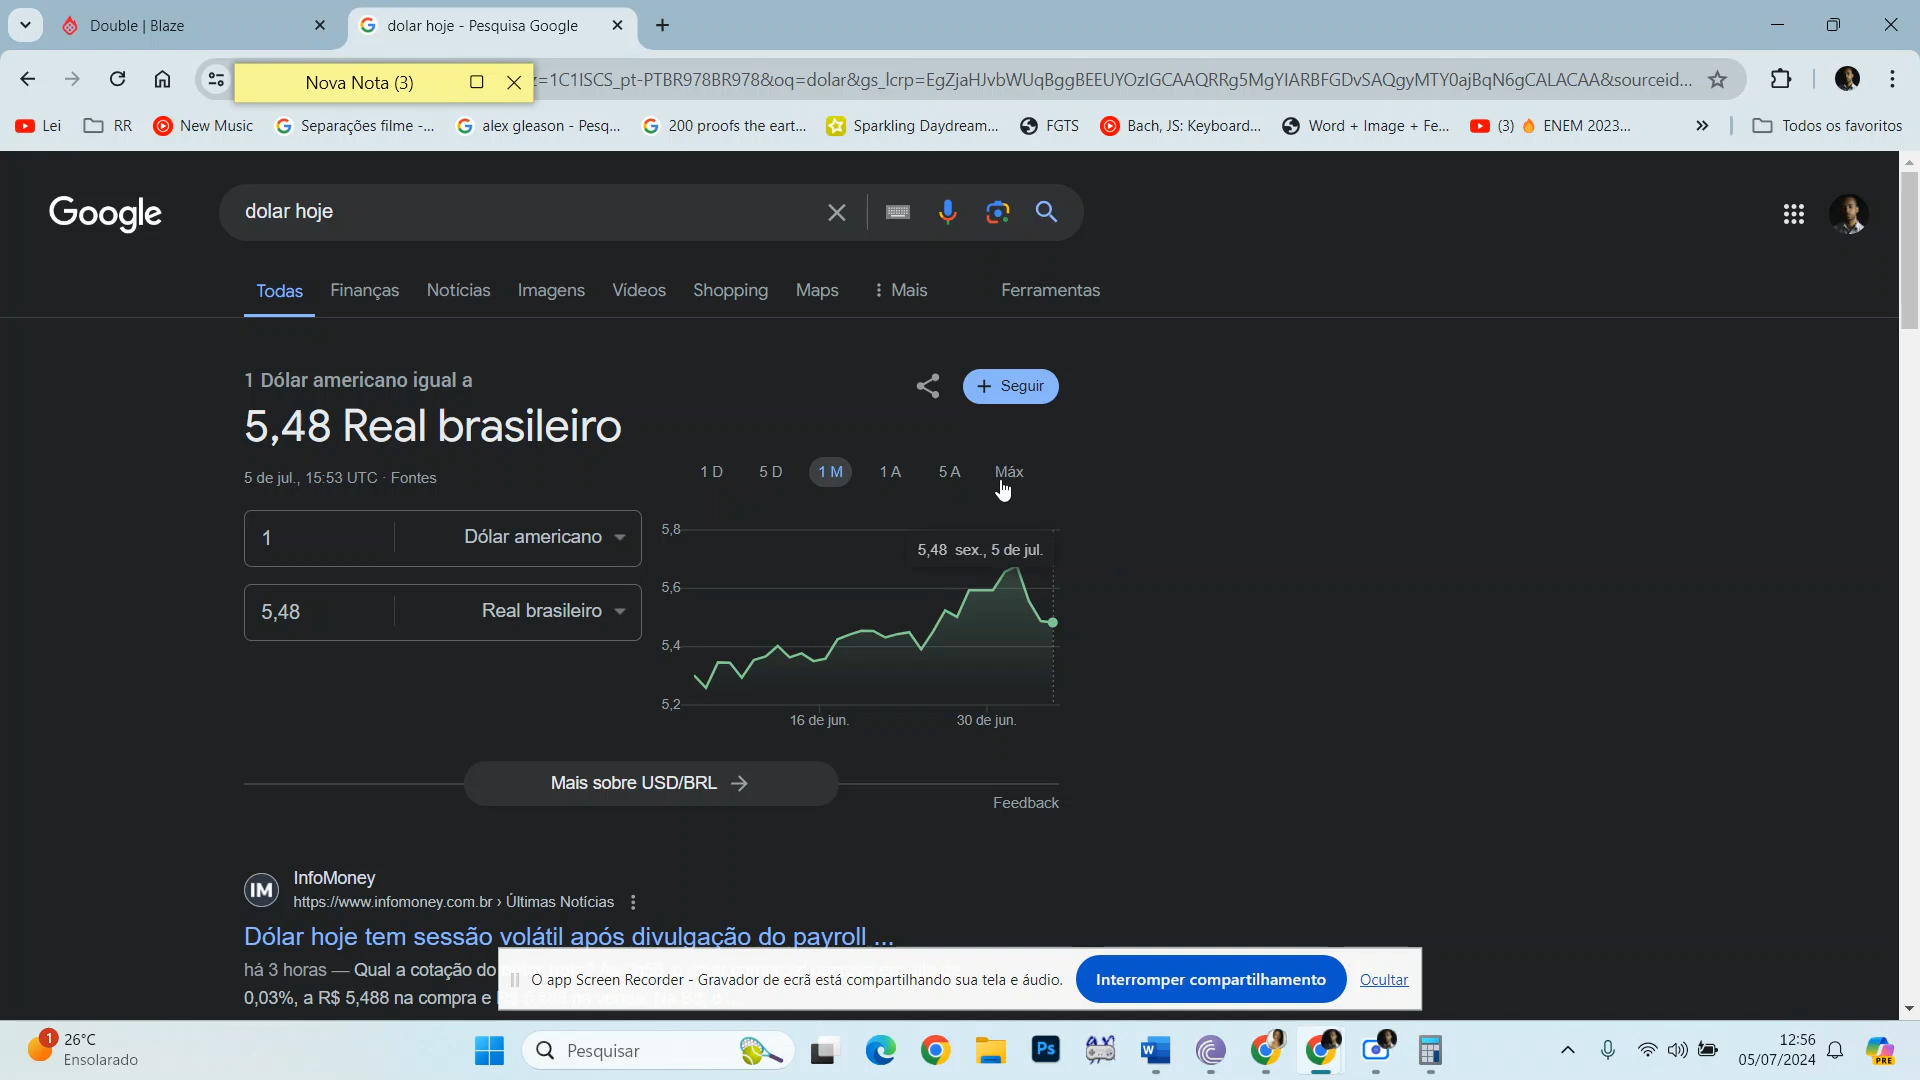 Double | Blaze
dolar hoje - Pesquisa Google
Nova Nota (3)
=1C1ISCS_pt-PTBR978BR978&oq=dolar&gs_lcrp=EgZjaHJvbWUqBggBEEUYOzIGCAAQRRg5MgYIARBFGDvSAQgyMTY0ajBqN6gCALACAA&sourceid...
Lei
RR
New Music
Separações filme -...
alex gleason - Pesq...
200 proofs the eart...
Sparkling Daydream...
FGTS
Bach, JS: Keyboard...
Word + Image + Fe...
(3) 🔥 ENEM 2023...
Todos os favoritos
Google
dolar hoje
Todas
Finanças
Notícias
Imagens
Vídeos
Shopping
Maps
Mais
Ferramentas
1 Dólar americano igual a
5,48 Real brasileiro
5 de jul., 15:53 UTC · Fontes
Seguir
1 D
5 D
1 M
1 A
5 A
Máx
1
Dólar americano
5,48
Real brasileiro
5,8
5,6
5,4
5,2
5,48 sex., 5 de jul.
16 de jun.
30 de jun.
Mais sobre USD/BRL
Feedback
IM
InfoMoney
https://www.infomoney.com.br › Últimas Notícias
Dólar hoje tem sessão volátil após divulgação do payroll ...
há 3 horas — Qual a cotação do
0,03%, a R$ 5,488 na compra e
O app Screen Recorder - Gravador de ecrã está compartilhando sua tela e áudio.
Interromper compartilhamento
Ocultar
1
26°C
Ensolarado
Pesquisar
Ps
W
12:56
05/07/2024
PRE